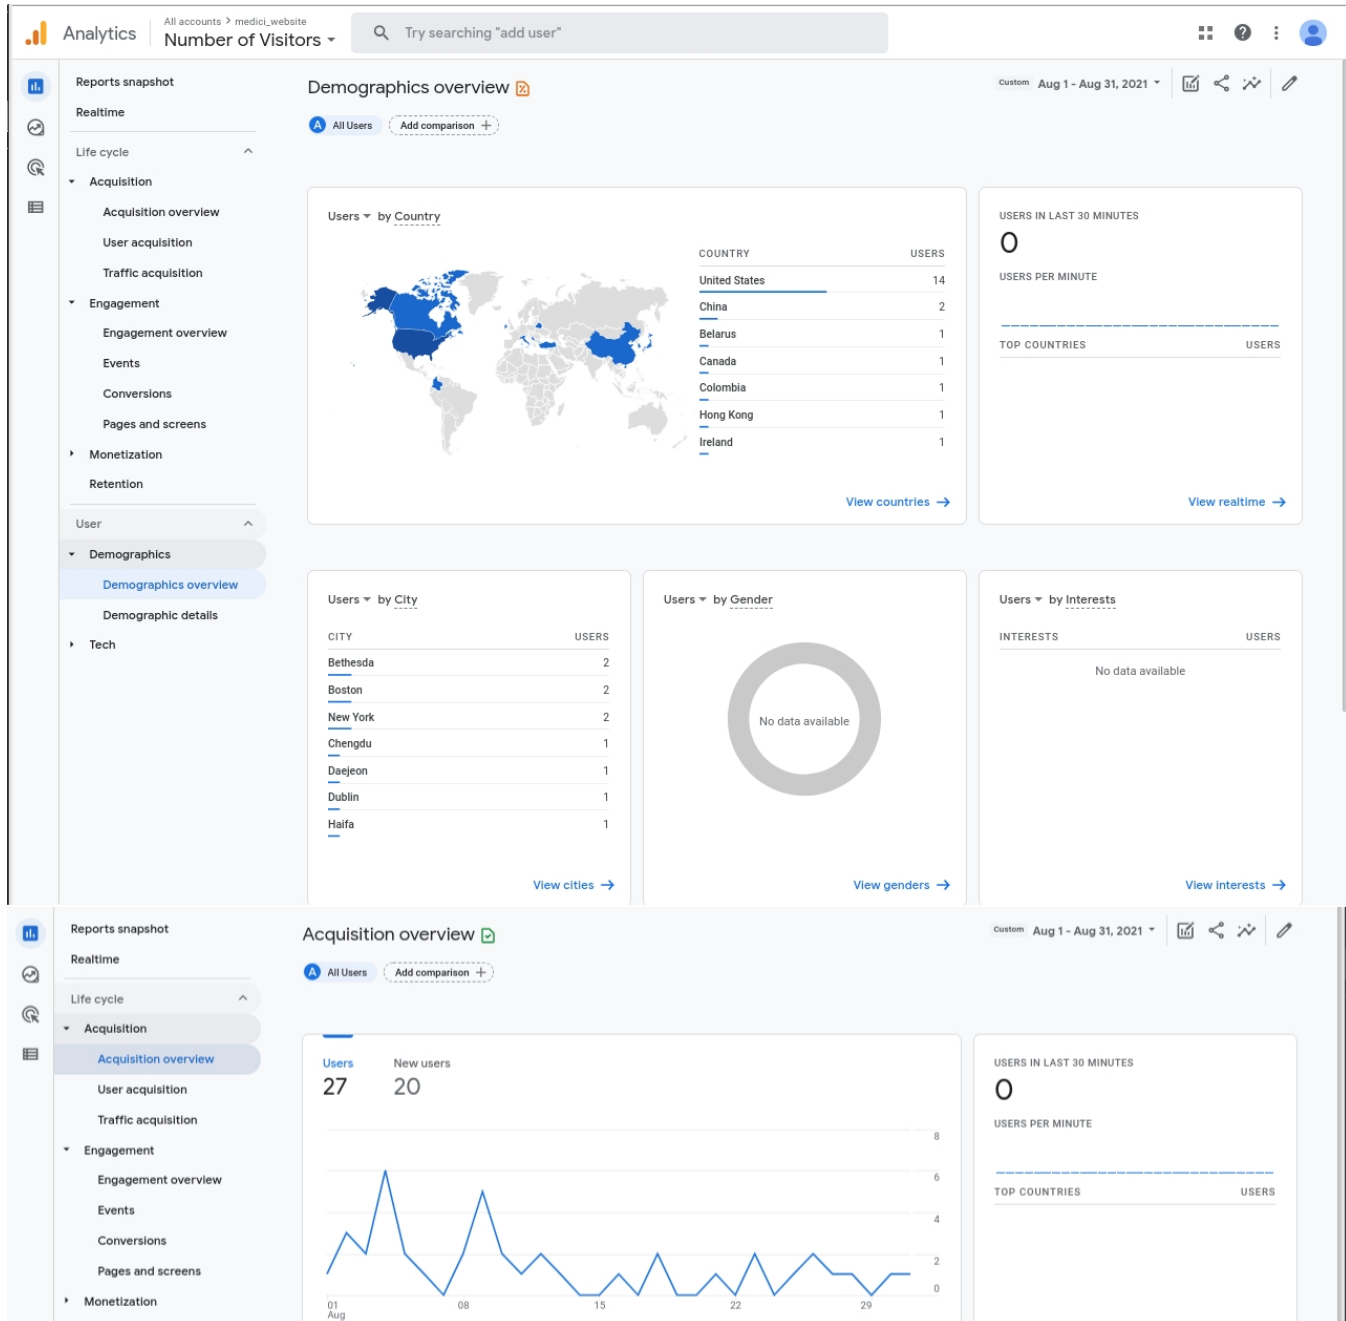 Analytics
All accounts > medici_website
Number of Visitors
Try searching "add user"
Reports snapshot
Realtime
Life cycle
Acquisition
Acquisition overview
User acquisition
Traffic acquisition
Engagement
Engagement overview
Events
Conversions
Pages and screens
Monetization
Retention
User
Demographics
Demographics overview
Demographic details
Tech
Demographics overview
Custom Aug 1 - Aug 31, 2021
A All Users Add comparison +
Users by Country
COUNTRY USERS
United States 14
China 2
Belarus 1
Canada 1
Colombia 1
Hong Kong 1
Ireland 1
View countries
USERS IN LAST 30 MINUTES
0
USERS PER MINUTE
TOP COUNTRIES USERS
View realtime
Users by City
CITY USERS
Bethesda 2
Boston 2
New York 2
Chengdu 1
Daejeon 1
Dublin 1
Haifa 1
View cities
Users by Gender
No data available
View genders
Users by Interests
INTERESTS USERS
No data available
View interests
Reports snapshot
Realtime
Life cycle
Acquisition
Acquisition overview
User acquisition
Traffic acquisition
Engagement
Engagement overview
Events
Conversions
Pages and screens
Monetization
Acquisition overview
Custom Aug 1 - Aug 31, 2021
A All Users Add comparison +
Users New users
27 20
8
6
4
2
0
01 08 15 22 29
Aug
USERS IN LAST 30 MINUTES
0
USERS PER MINUTE
TOP COUNTRIES USERS